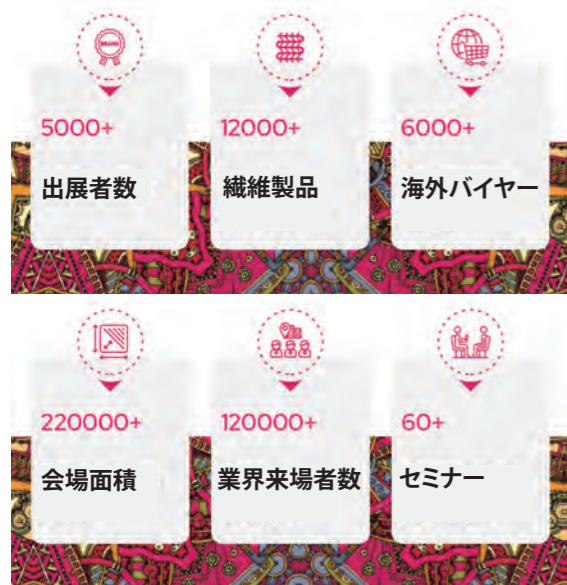 BRAND
5000+
12000+
6000+
出展者数
繊維製品
海外バイヤー
220000+
120000+
60+
会場面積
業界来場者数
セミナー